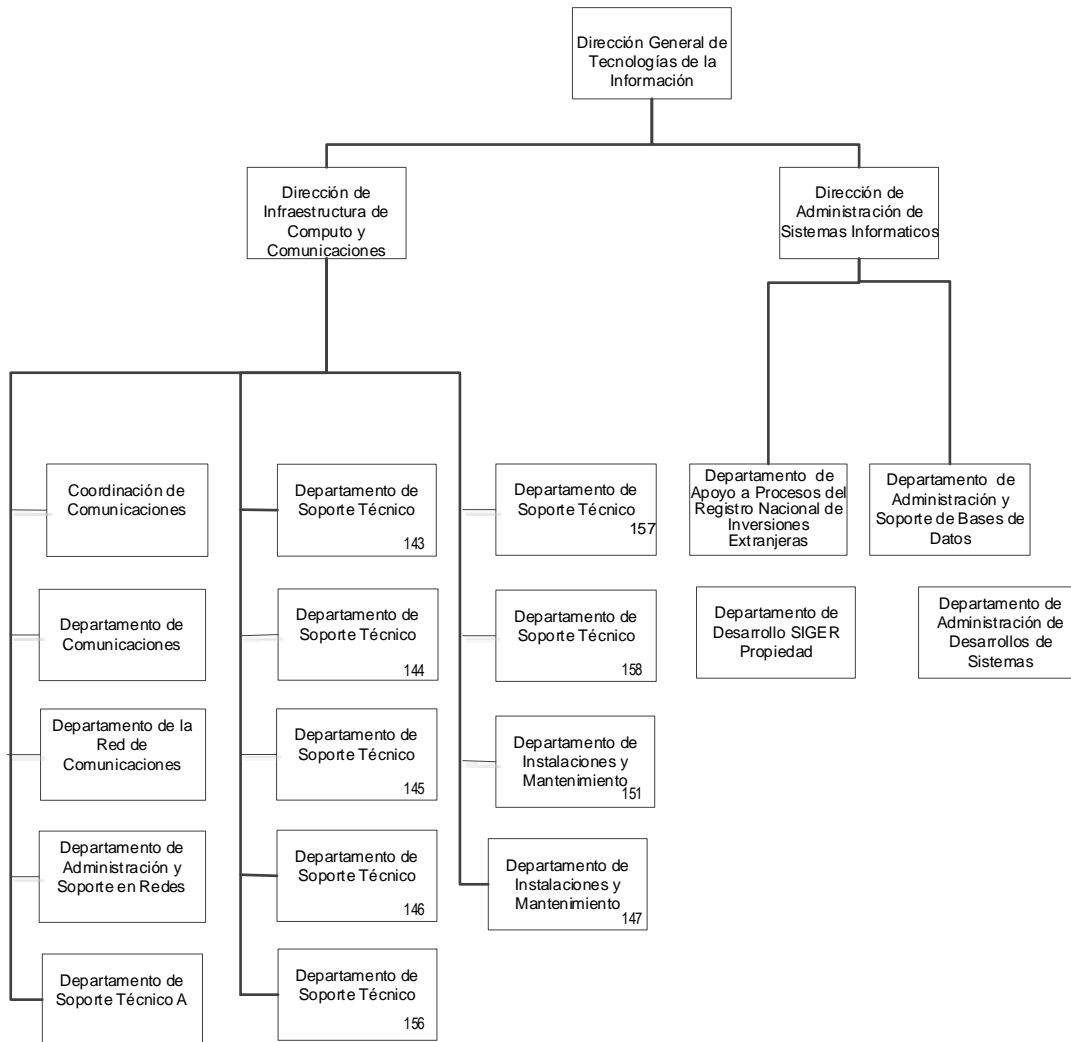 Dirección General de
Tecnologías de la
Información
Dirección de
Infraestructura de
Computo y
Comunicaciones
Dirección de
Administración de
Sistemas Informaticos
Coordinación de
Comunicaciones
Departamento de
Soporte Técnico
143
Departamento de
Soporte Técnico
157
Departamento de
Apoyo a Procesos del
Registro Nacional de
Inversiones
Extranjeras
Departamento de
Administración y
Soporte de Bases de
Datos
Departamento de
Comunicaciones
Departamento de
Soporte Técnico
144
Departamento de
Soporte Técnico
158
Departamento de
Desarrollo SIGER
Propiedad
Departamento de
Administración de
Desarrollos de
Sistemas
Departamento de la
Red de
Comunicaciones
Departamento de
Soporte Técnico
145
Departamento de
Instalaciones y
Mantenimiento
151
Departamento de
Administración y
Soporte en Redes
Departamento de
Soporte Técnico
146
Departamento de
Instalaciones y
Mantenimiento
147
Departamento de
Soporte Técnico A
Departamento de
Soporte Técnico
156